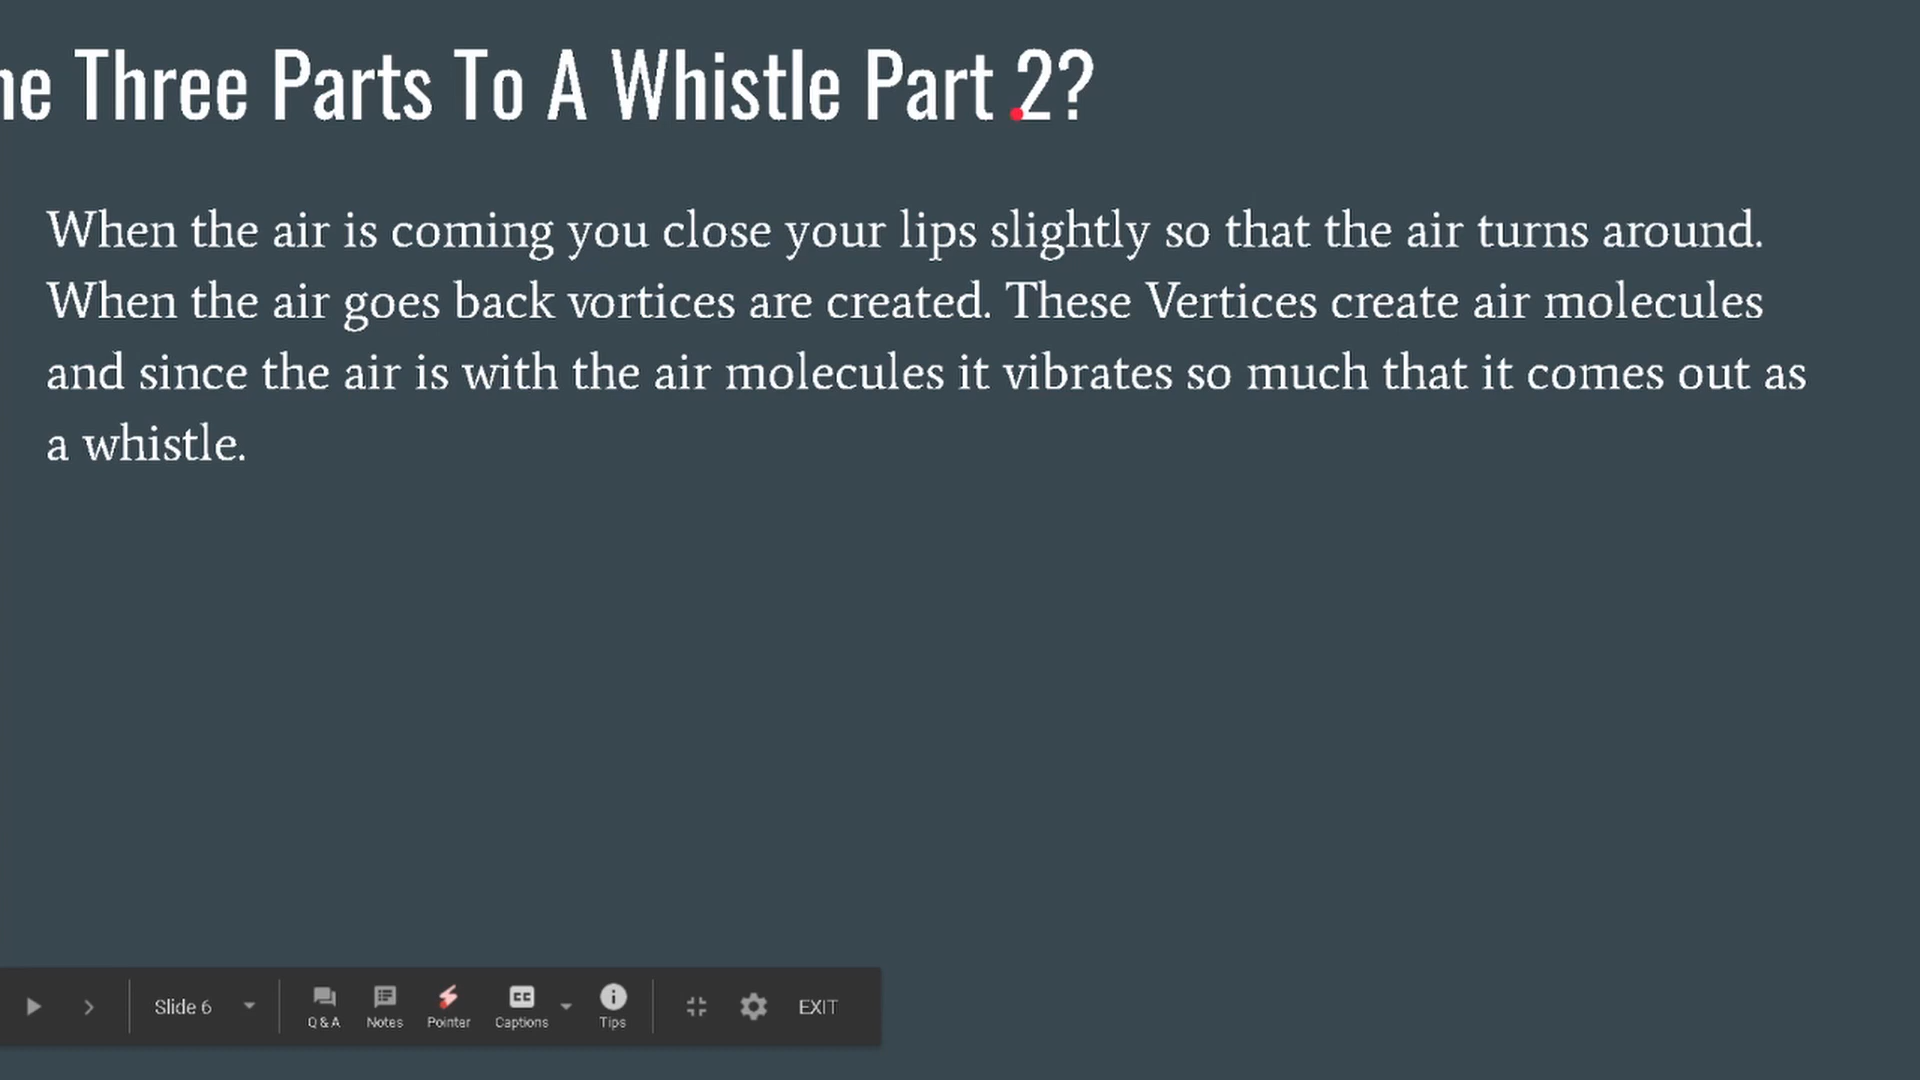 he Three Parts To A Whistle Part 2?
When the air is coming you close your lips slightly so that the air turns around.
When the air goes back vortices are created. These Vertices create air molecules
and since the air is with the air molecules it vibrates so much that it comes out as
a whistle.
Slide 6 Q & A Notes Pointer CC Captions Tips EXIT